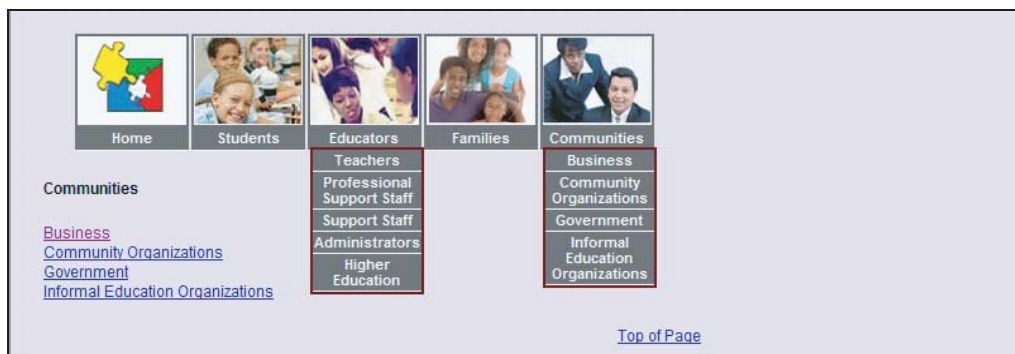 Home Students Educators Families Communities
Teachers
Professional
Support Staff
Support Staff
Administrators
Higher
Education
Business
Community
Organizations
Government
Informal
Education
Organizations
Communities
Business
Community Organizations
Government
Informal Education Organizations
Top of Page